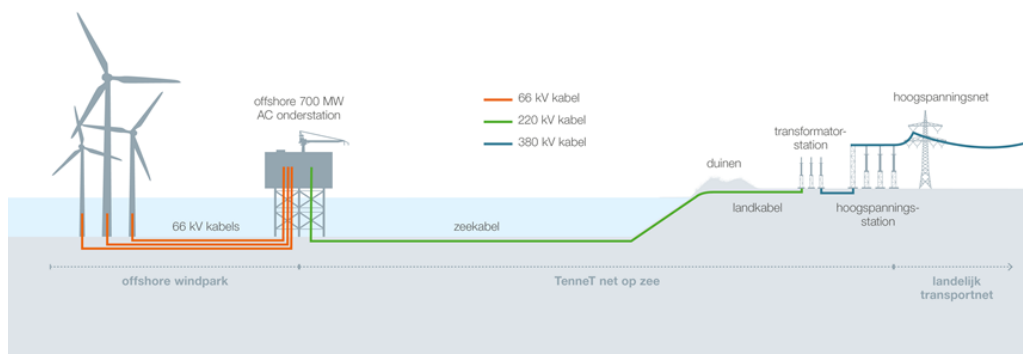 offshore 700 MW
AC onderstation
66 kV kabel
220 kV kabel
380 kV kabel
hoogspanningsnet
transformator-
station
duinen
66 kV kabels
zeekabel
landkabel
hoogspannings-
station
offshore windpark
TenneT net op zee
landelijk
transportnet